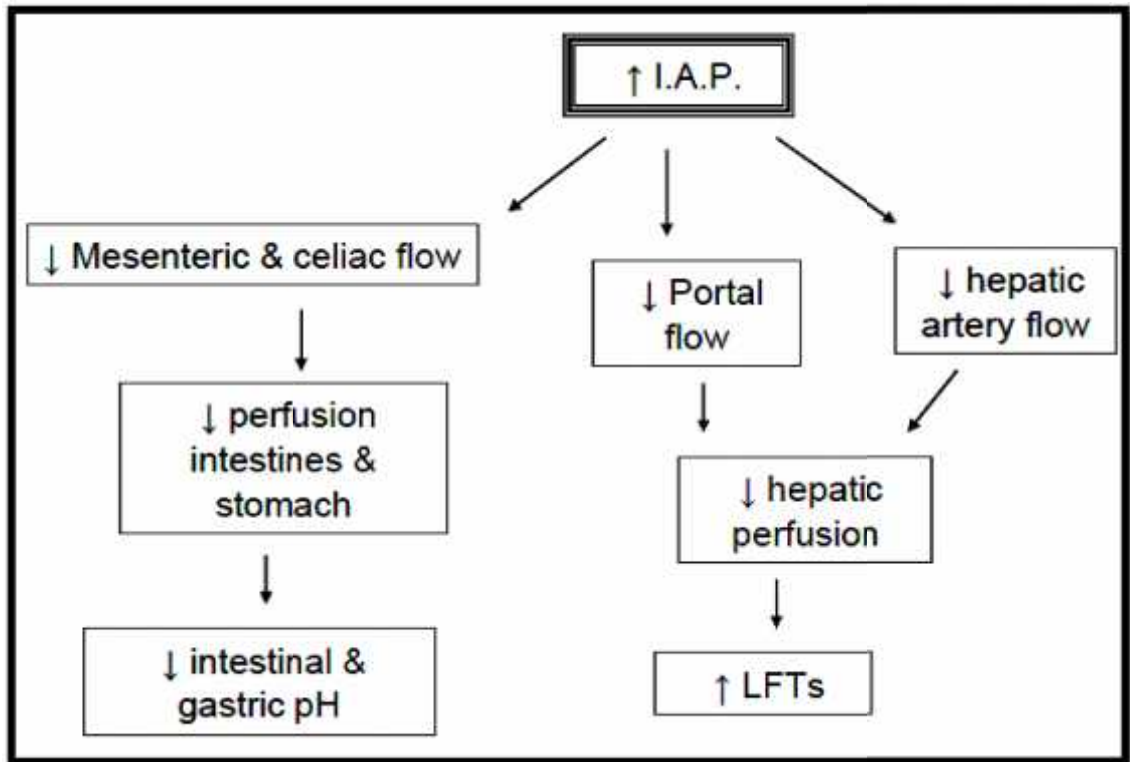 ↑ I.A.P.
↓ Mesenteric & celiac flow
↓ Portal
flow
↓ hepatic
artery flow
↓ perfusion
intestines &
stomach
↓ hepatic
perfusion
↓ intestinal &
gastric pH
↑ LFTs